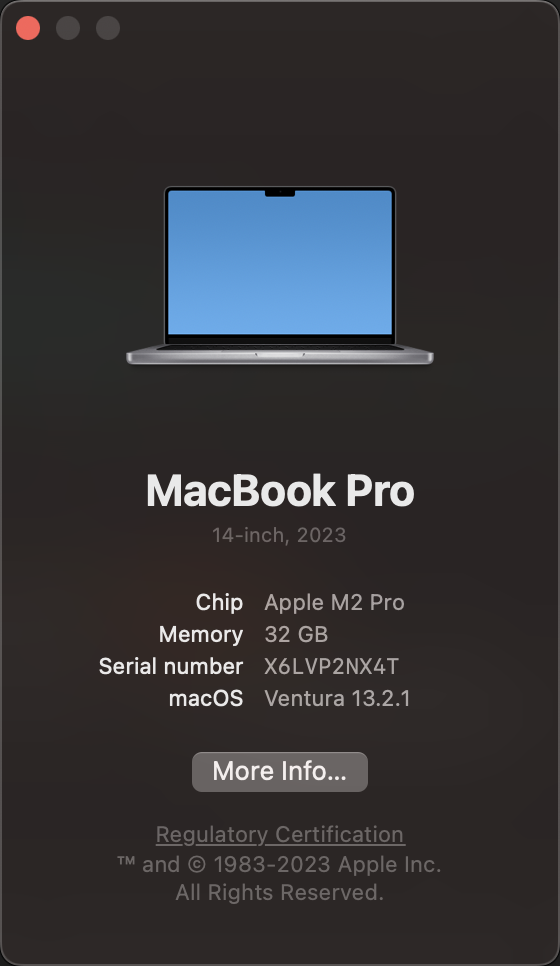 MacBook Pro
14-inch, 2023
Chip Apple M2 Pro
Memory 32 GB
Serial number X6LVP2NX4T
macOS Ventura 13.2.1
More Info...
Regulatory Certification
™ and © 1983-2023 Apple Inc.
All Rights Reserved.